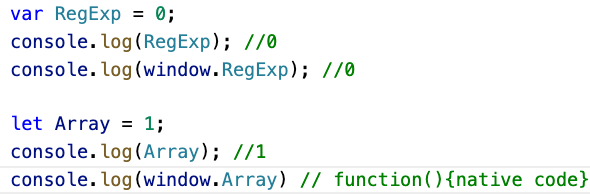 var RegExp = 0;
console.log(RegExp); //0
console.log(window.RegExp); //0
let Array = 1;
console.log(Array); //1
console.log(window.Array) // function(){native code}